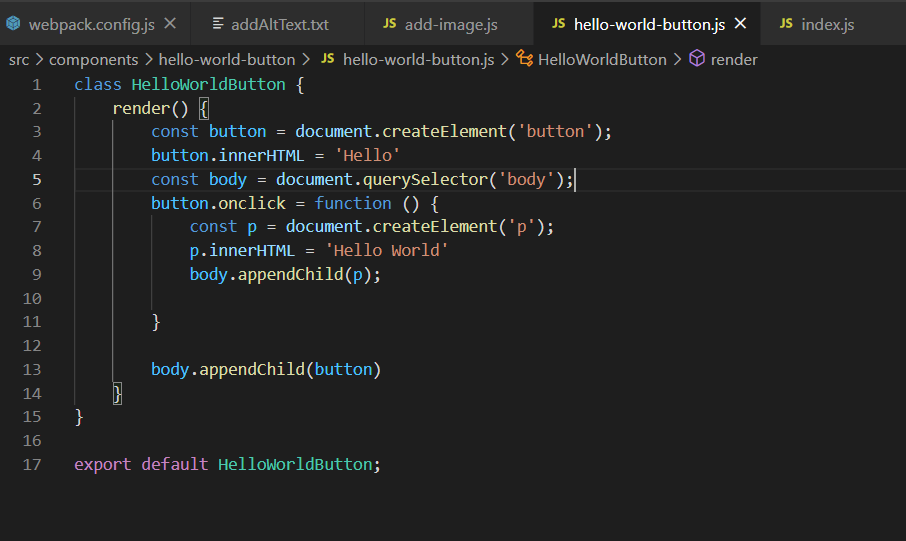 webpack.config.js addAltText.txt JS add-image.js JS hello-world-button.js JS index.js
src > components > hello-world-button > JS hello-world-button.js > HelloWorldButton > render
1 class HelloWorldButton {
2 render() {
3 const button = document.createElement('button');
4 button.innerHTML = 'Hello'
5 const body = document.querySelector('body');
6 button.onclick = function () {
7 const p = document.createElement('p');
8 p.innerHTML = 'Hello World'
9 body.appendChild(p);
10
11 }
12
13 body.appendChild(button)
14 }
15 }
16
17 export default HelloWorldButton;